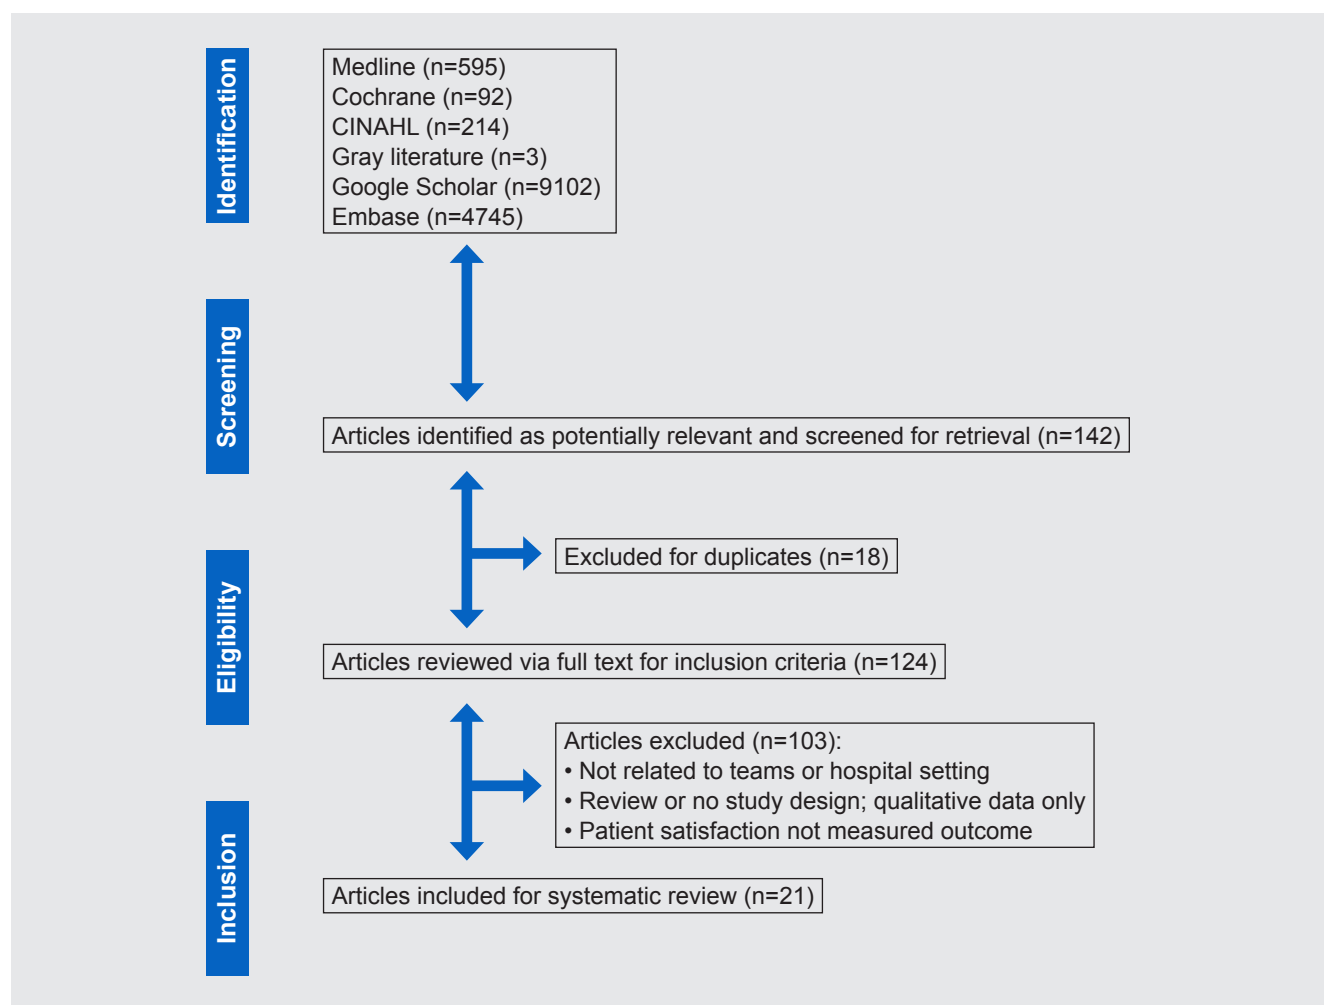 Identification
Medline (n=595)
Cochrane (n=92)
CINAHL (n=214)
Gray literature (n=3)
Google Scholar (n=9102)
Embase (n=4745)
Screening
Articles identified as potentially relevant and screened for retrieval (n=142)
Excluded for duplicates (n=18)
Eligibility
Articles reviewed via full text for inclusion criteria (n=124)
Articles excluded (n=103):
• Not related to teams or hospital setting
• Review or no study design; qualitative data only
• Patient satisfaction not measured outcome
Inclusion
Articles included for systematic review (n=21)